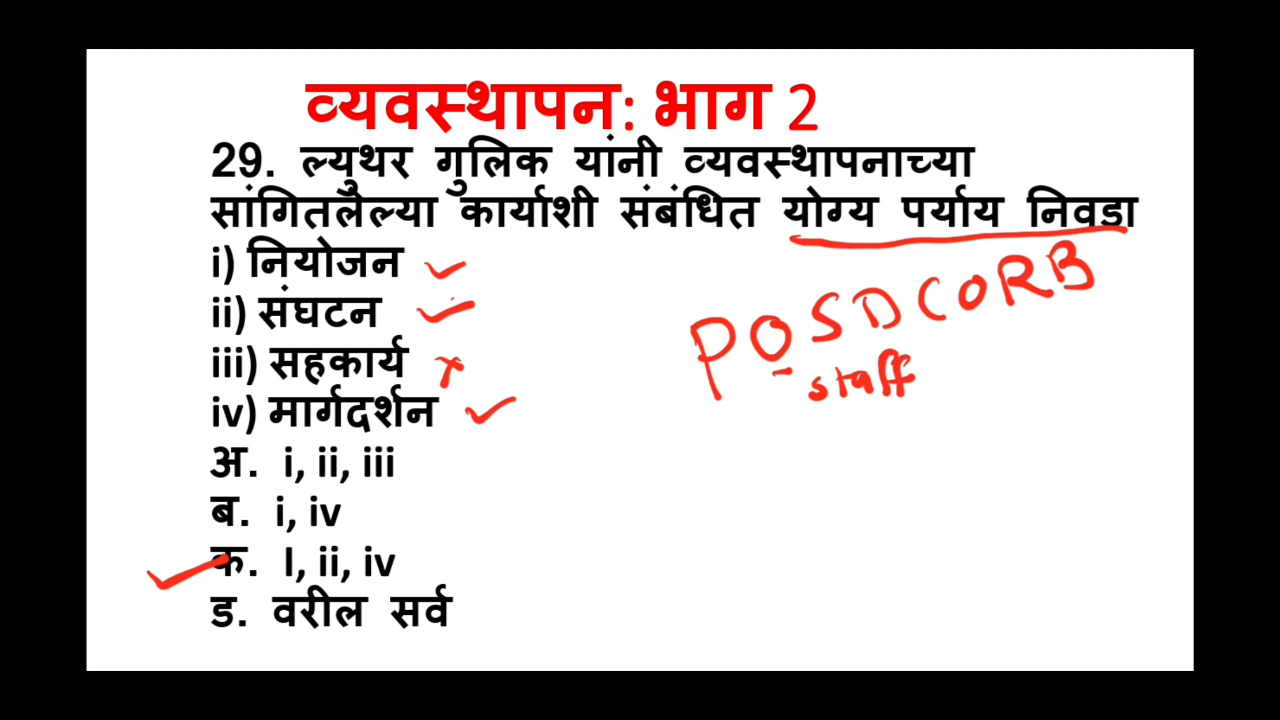 व्यवस्थापन: भाग 2
29. ल्युथर गुलिक यांनी व्यवस्थापनाच्या
सांगितलेल्या कार्याशी संबंधित योग्य पर्याय निवडा
i) नियोजन
ii) संघटन
iii) सहकार्य
iv) मार्गदर्शन
POSDCORB
staff
अ. i, ii, iii
ब. i, iv
क. I, ii, iv
ड. वरील सर्व